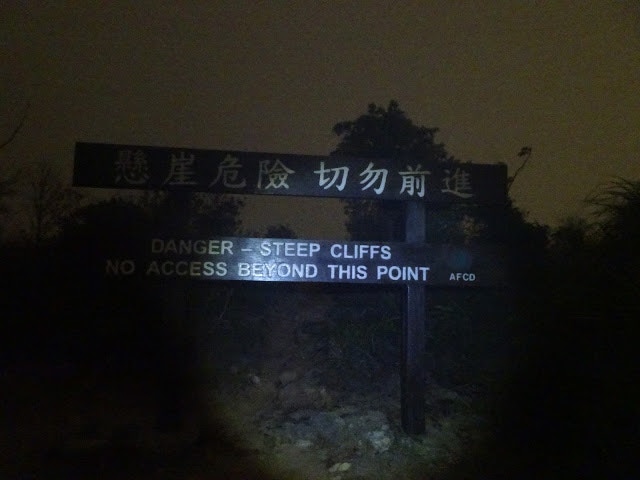 懸崖危險 切勿前進
DANGER – STEEP CLIFFS
NO ACCESS BEYOND THIS POINT AFCD